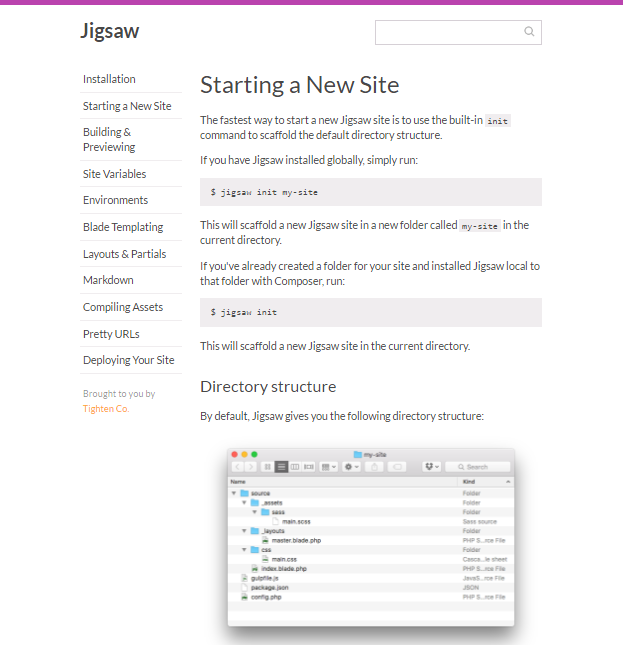 Jigsaw
Installation
Starting a New Site
Building &
Previewing
Site Variables
Environments
Blade Templating
Layouts & Partials
Markdown
Compiling Assets
Pretty URLs
Deploying Your Site
Brought to you by
Tighten Co.
Starting a New Site
The fastest way to start a new Jigsaw site is to use the built-in init
command to scaffold the default directory structure.
If you have Jigsaw installed globally, simply run:
$ jigsaw init my-site
This will scaffold a new Jigsaw site in a new folder called my-site in the
current directory.
If you've already created a folder for your site and installed Jigsaw local to
that folder with Composer, run:
$ jigsaw init
This will scaffold a new Jigsaw site in the current directory.
Directory structure
By default, Jigsaw gives you the following directory structure:
my-site
Search
Name Kind
source Folder
_assets Folder
sass Folder
main.scss Sass source
_layouts Folder
master.blade.php PHP S...rce File
css Folder
main.css Casca...le sheet
index.blade.php PHP S...rce File
gulpfile.js JavaS...rce File
package.json JSON
config.php PHP S...rce File